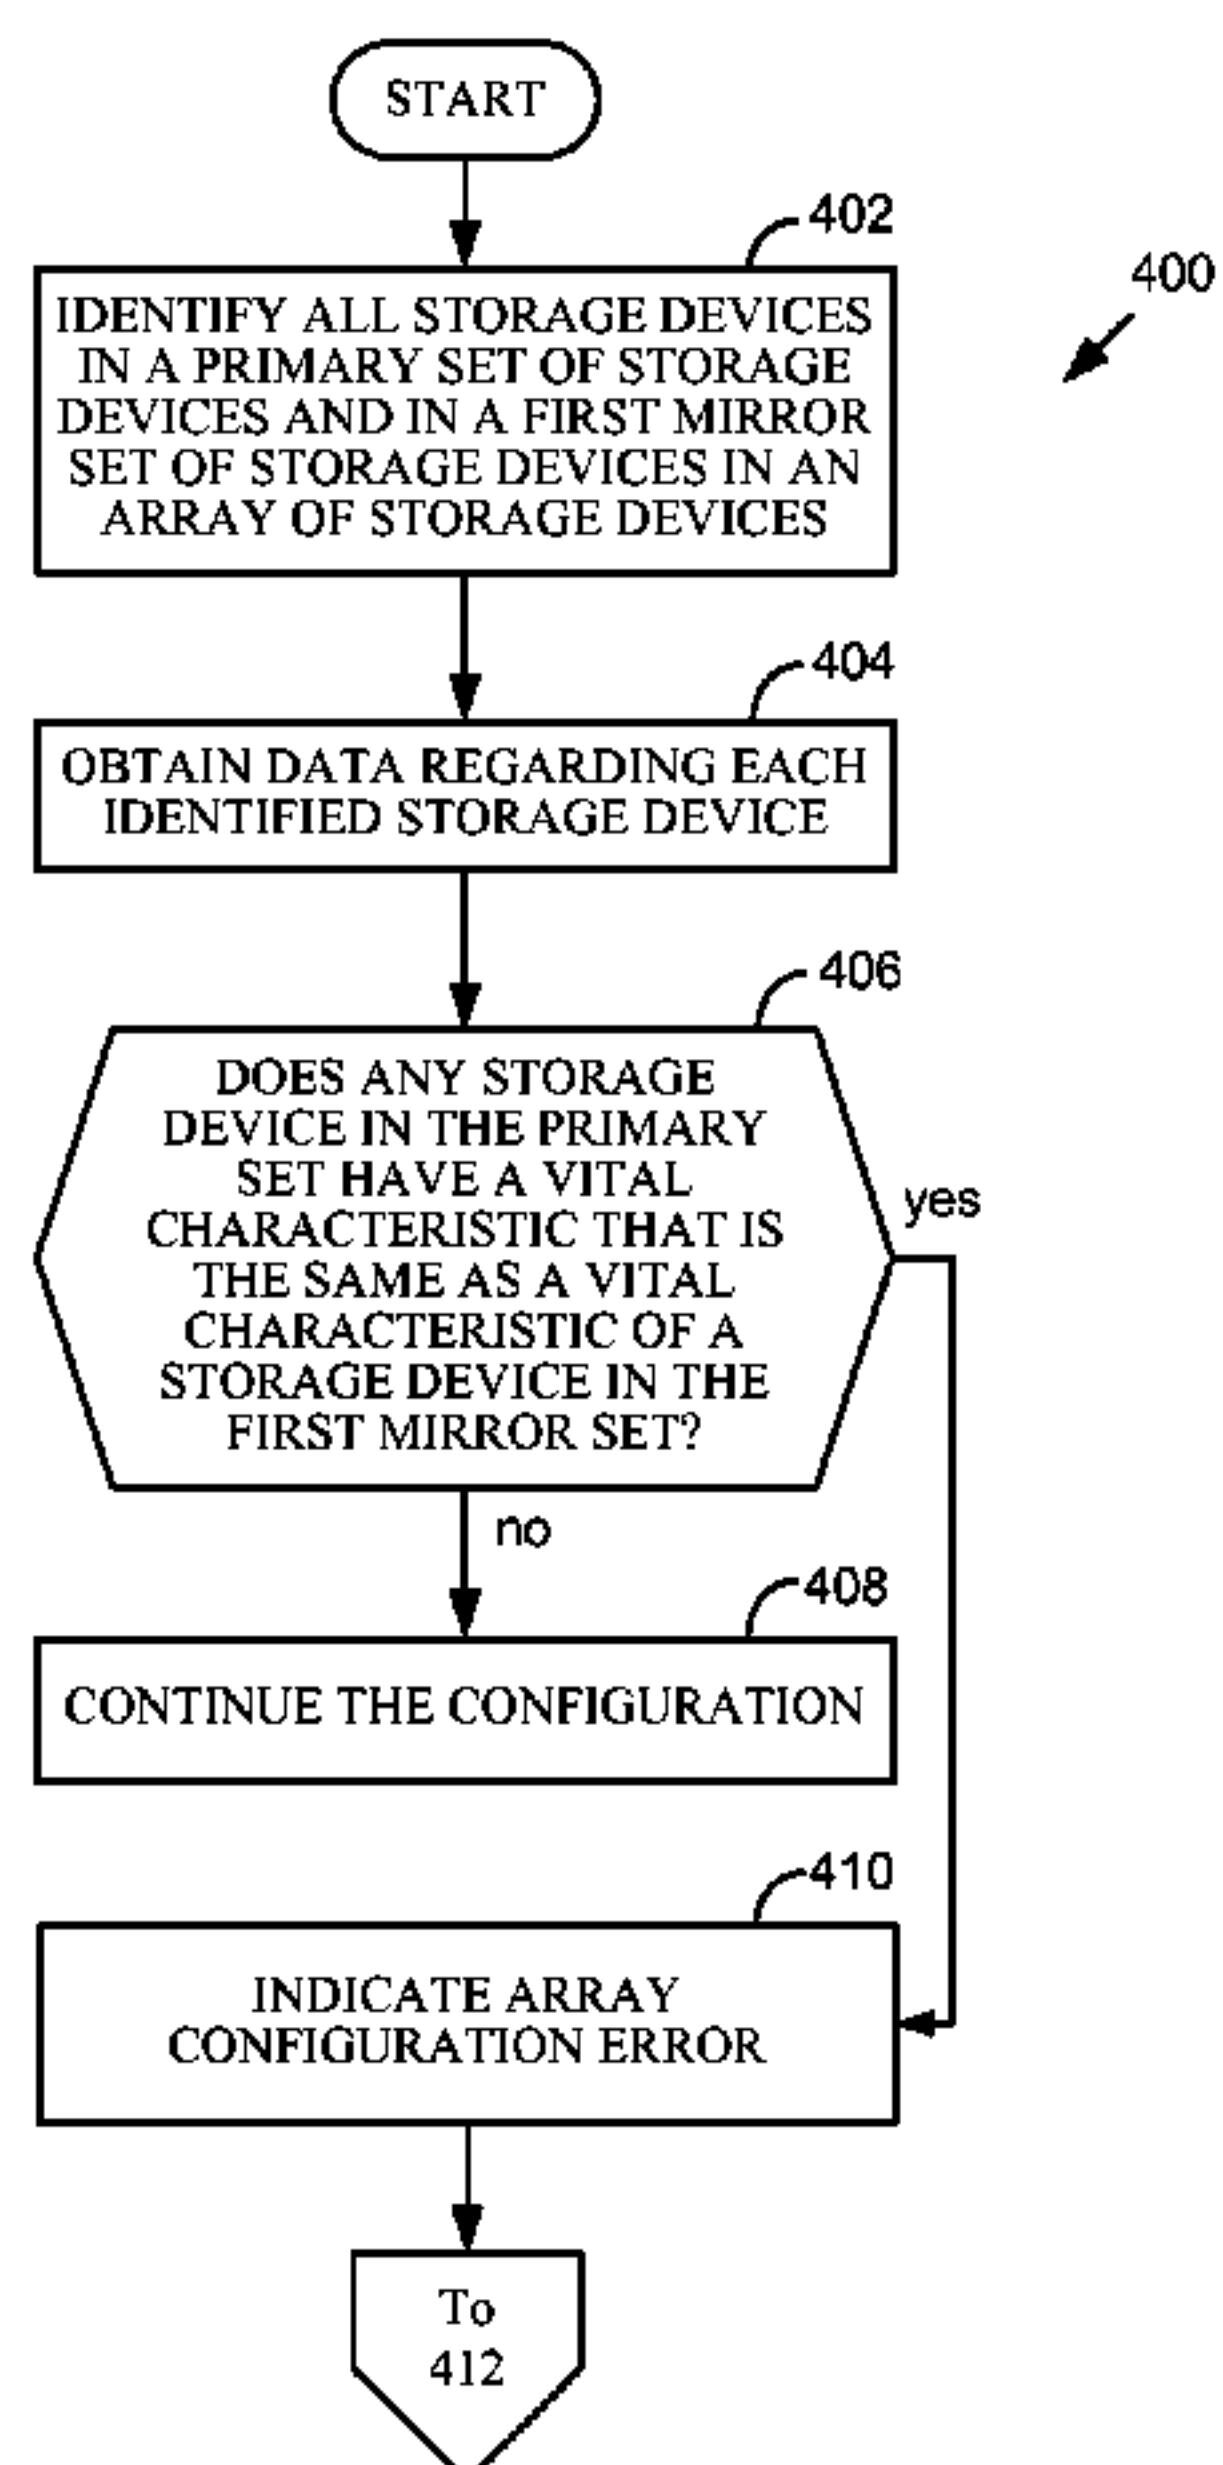 START
402
400
IDENTIFY ALL STORAGE DEVICES
IN A PRIMARY SET OF STORAGE
DEVICES AND IN A FIRST MIRROR
SET OF STORAGE DEVICES IN AN
ARRAY OF STORAGE DEVICES
404
OBTAIN DATA REGARDING EACH
IDENTIFIED STORAGE DEVICE
406
DOES ANY STORAGE
DEVICE IN THE PRIMARY
SET HAVE A VITAL
CHARACTERISTIC THAT IS
THE SAME AS A VITAL
CHARACTERISTIC OF A
STORAGE DEVICE IN THE
FIRST MIRROR SET?
yes
no
408
CONTINUE THE CONFIGURATION
410
INDICATE ARRAY
CONFIGURATION ERROR
To
412